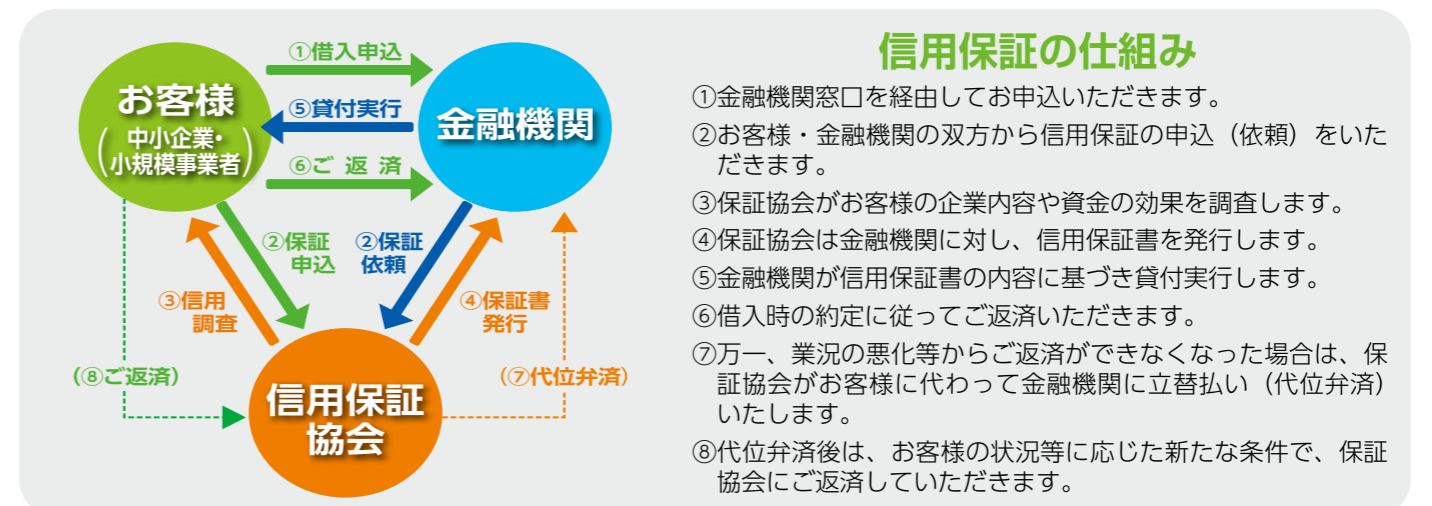 ①借入申込
お客様
(中小企業・
小規模事業者)
⑤貸付実行
金融機関
⑥ご返済
②保証
申込
②保証
依頼
③信用
調査
④保証書
発行
(⑧ご返済)
(⑦代位弁済)
信用保証
協会
信用保証の仕組み
①金融機関窓口を経由してお申込いただきます。
②お客様・金融機関の双方から信用保証の申込（依頼）をいた
だきます。
③保証協会がお客様の企業内容や資金の効果を調査します。
④保証協会は金融機関に対し、信用保証書を発行します。
⑤金融機関が信用保証書の内容に基づき貸付実行します。
⑥借入時の約定に従ってご返済いただきます。
⑦万一、業況の悪化等からご返済ができなくなった場合は、保
証協会がお客様に代わって金融機関に立替払い（代位弁済）
いたします。
⑧代位弁済後は、お客様の状況等に応じた新たな条件で、保証
協会にご返済していただきます。